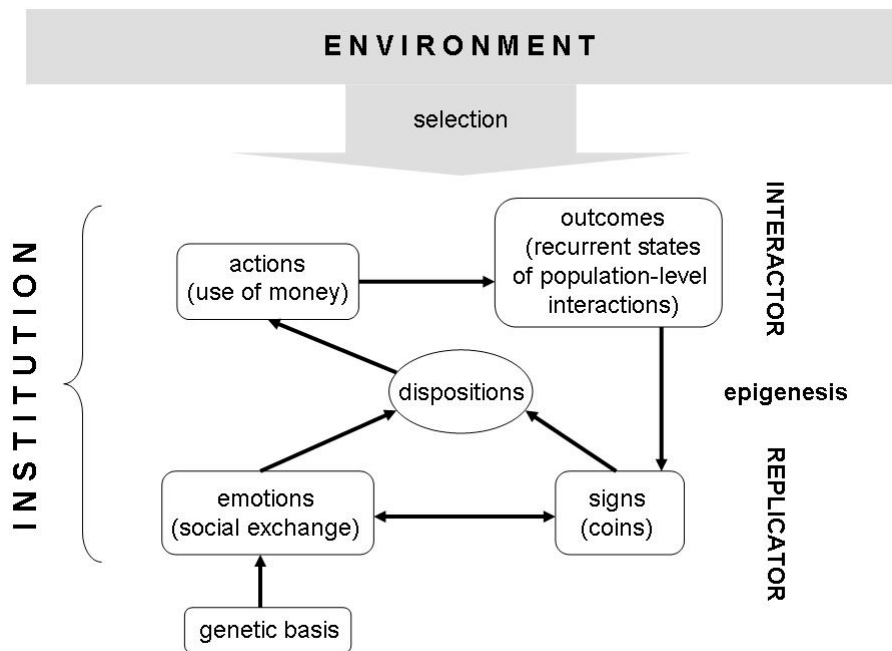 ENVIRONMENT
selection
INSTITUTION
actions
(use of money)
outcomes
(recurrent states
of population-level
interactions)
INTERACTOR
dispositions
epigenesis
emotions
(social exchange)
signs
(coins)
REPLICATOR
genetic basis